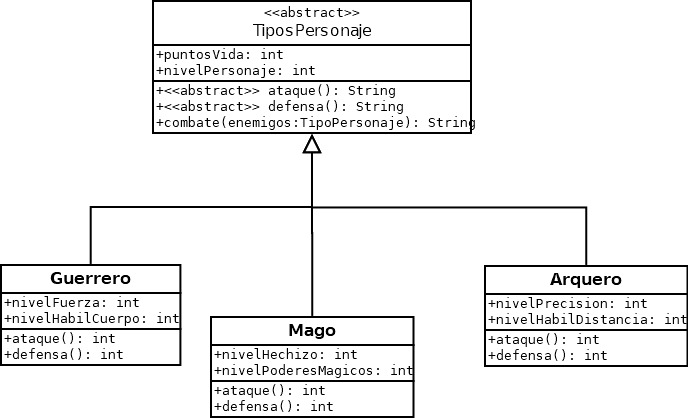 <<abstract>>
TiposPersonaje
+puntosVida: int
+nivelPersonaje: int
+<<abstract>> ataque(): String
+<<abstract>> defensa(): String
+combate(enemigos:TipoPersonaje): String
Guerrero
+nivelFuerza: int
+nivelHabilCuerpo: int
+ataque(): int
+defensa(): int
Mago
+nivelHechizo: int
+nivelPoderesMagicos: int
+ataque(): int
+defensa(): int
Arquero
+nivelPrecision: int
+nivelHabilDistancia: int
+ataque(): int
+defensa(): int